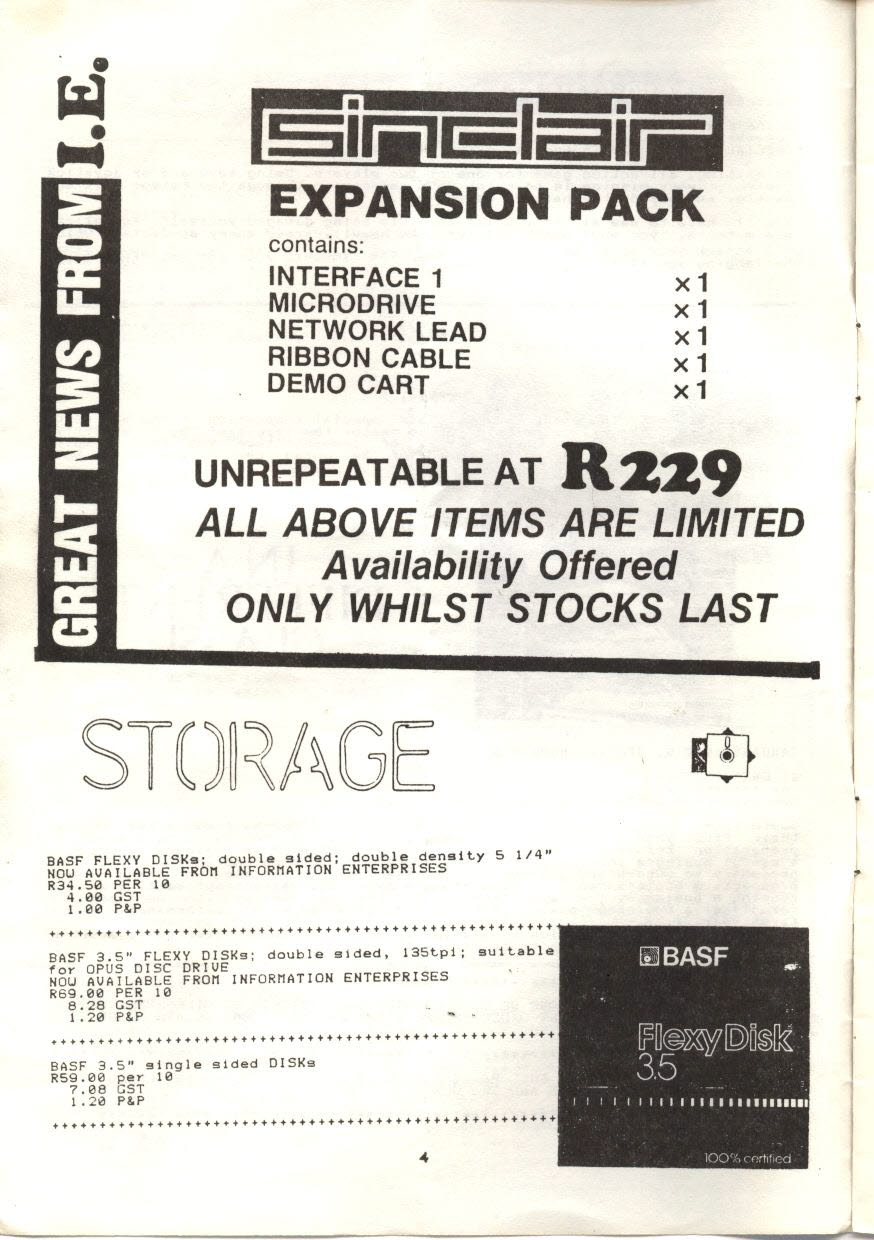 GREAT NEWS FROM I.E.
sinclair
EXPANSION PACK
contains:
INTERFACE 1 x 1
MICRODRIVE x 1
NETWORK LEAD x 1
RIBBON CABLE x 1
DEMO CART x 1
UNREPEATABLE AT R229
ALL ABOVE ITEMS ARE LIMITED
Availability Offered
ONLY WHILST STOCKS LAST
STORAGE
BASF FLEXY DISKs; double sided; double density 5 1/4"
NOW AVAILABLE FROM INFORMATION ENTERPRISES
R34.50 PER 10
4.00 GST
1.00 P&P
++++++++++++++++++++++++++++++++++++++++++++++++++++++++++++++
BASF 3.5" FLEXY DISKs; double sided, 135tpi; suitable
for OPUS DISC DRIVE
NOW AVAILABLE FROM INFORMATION ENTERPRISES
R69.00 PER 10
8.28 GST
1.20 P&P
++++++++++++++++++++++++++++++++++++++++++++++++++++++++++++++
BASF 3.5" single sided DISKs
R59.00 per 10
7.08 GST
1.20 P&P
++++++++++++++++++++++++++++++++++++++++++++++++++++++++++++++
BASF
FlexyDisk
3.5
100% certified
4